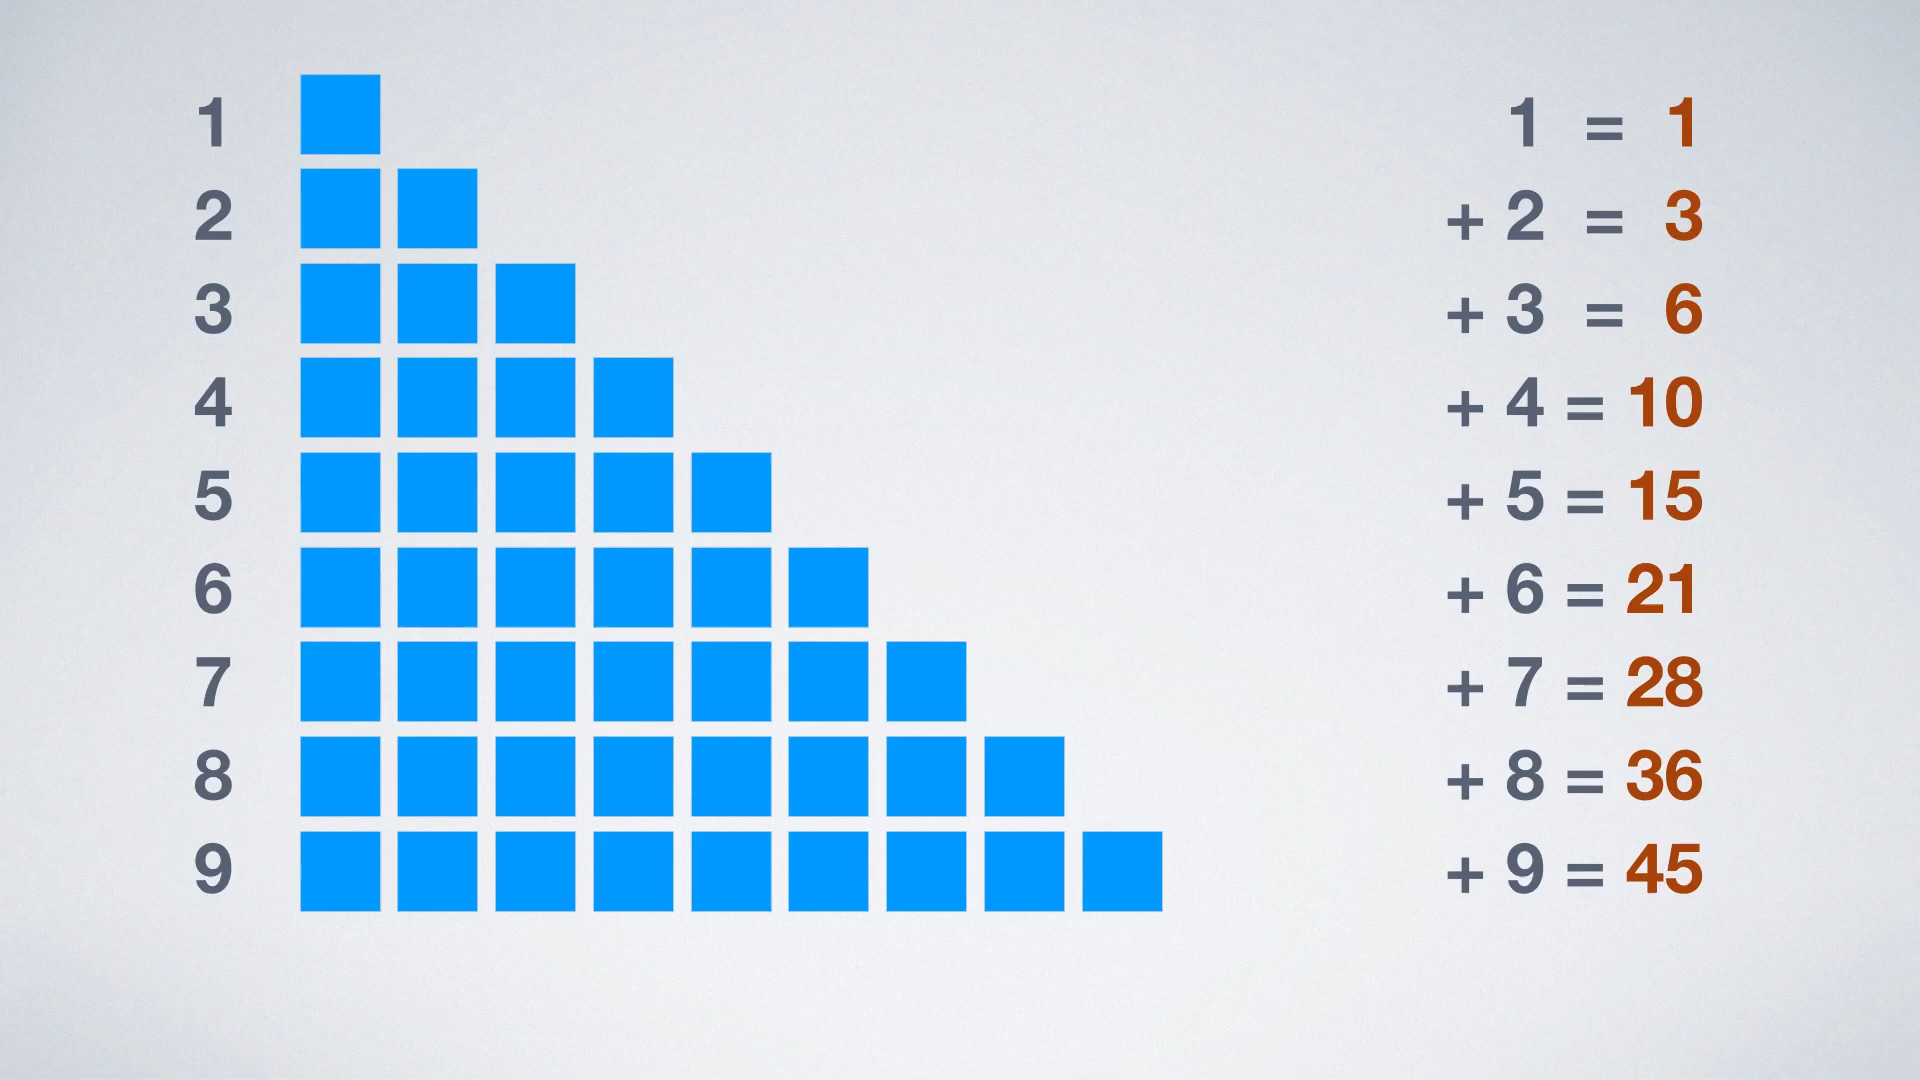 1 1 = 1
2 + 2 = 3
3 + 3 = 6
4 + 4 = 10
5 + 5 = 15
6 + 6 = 21
7 + 7 = 28
8 + 8 = 36
9 + 9 = 45